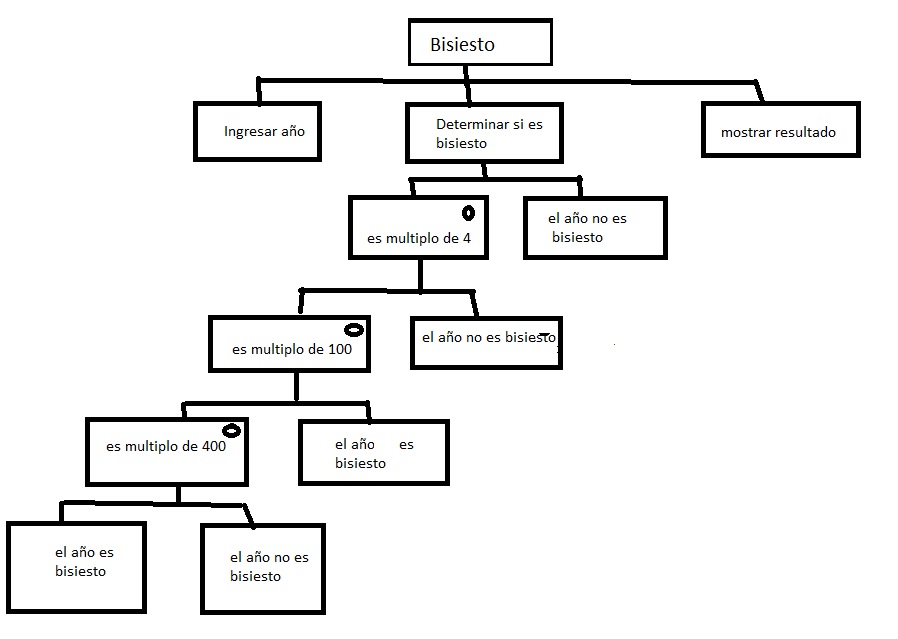 Bisiesto
Ingresar año
Determinar si es
bisiesto
mostrar resultado
es multiplo de 4
el año no es
bisiesto
es multiplo de 100
el año no es bisiesto
es multiplo de 400
el año es
bisiesto
el año es
bisiesto
el año no es
bisiesto